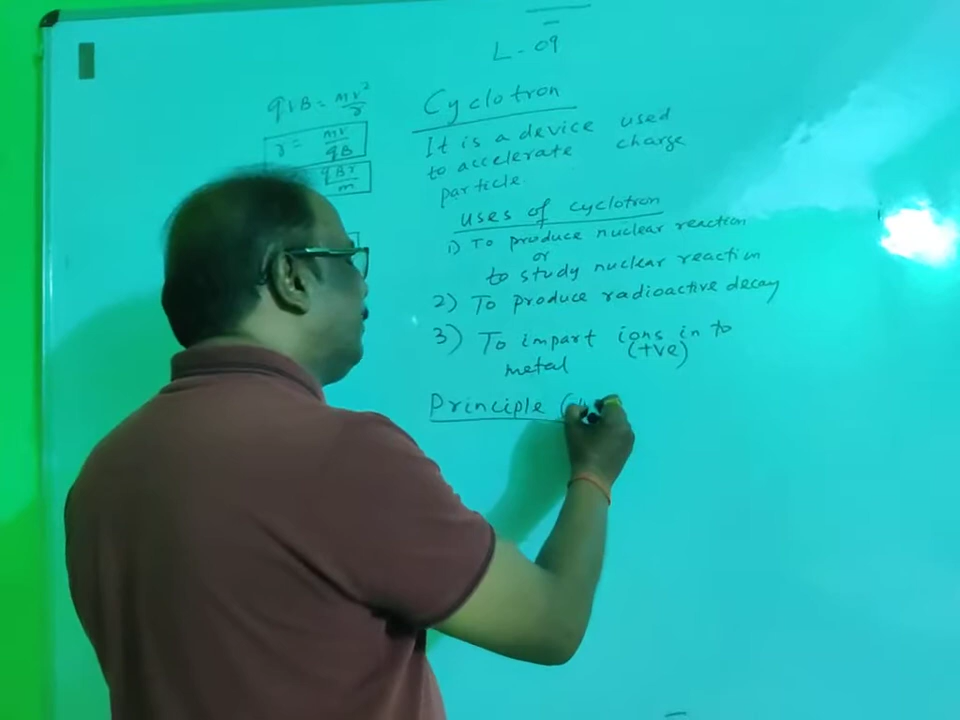 L - 09
qvB = mv²/r
r = mv/qB
qBr/m
Cyclotron
It is a device used
to accelerate charge
particle.
uses of cyclotron
1) To produce nuclear reaction
or
to study nuclear reaction
2) To produce radioactive decay
3) To impart ions in to
(+ve)
metal
Principle (